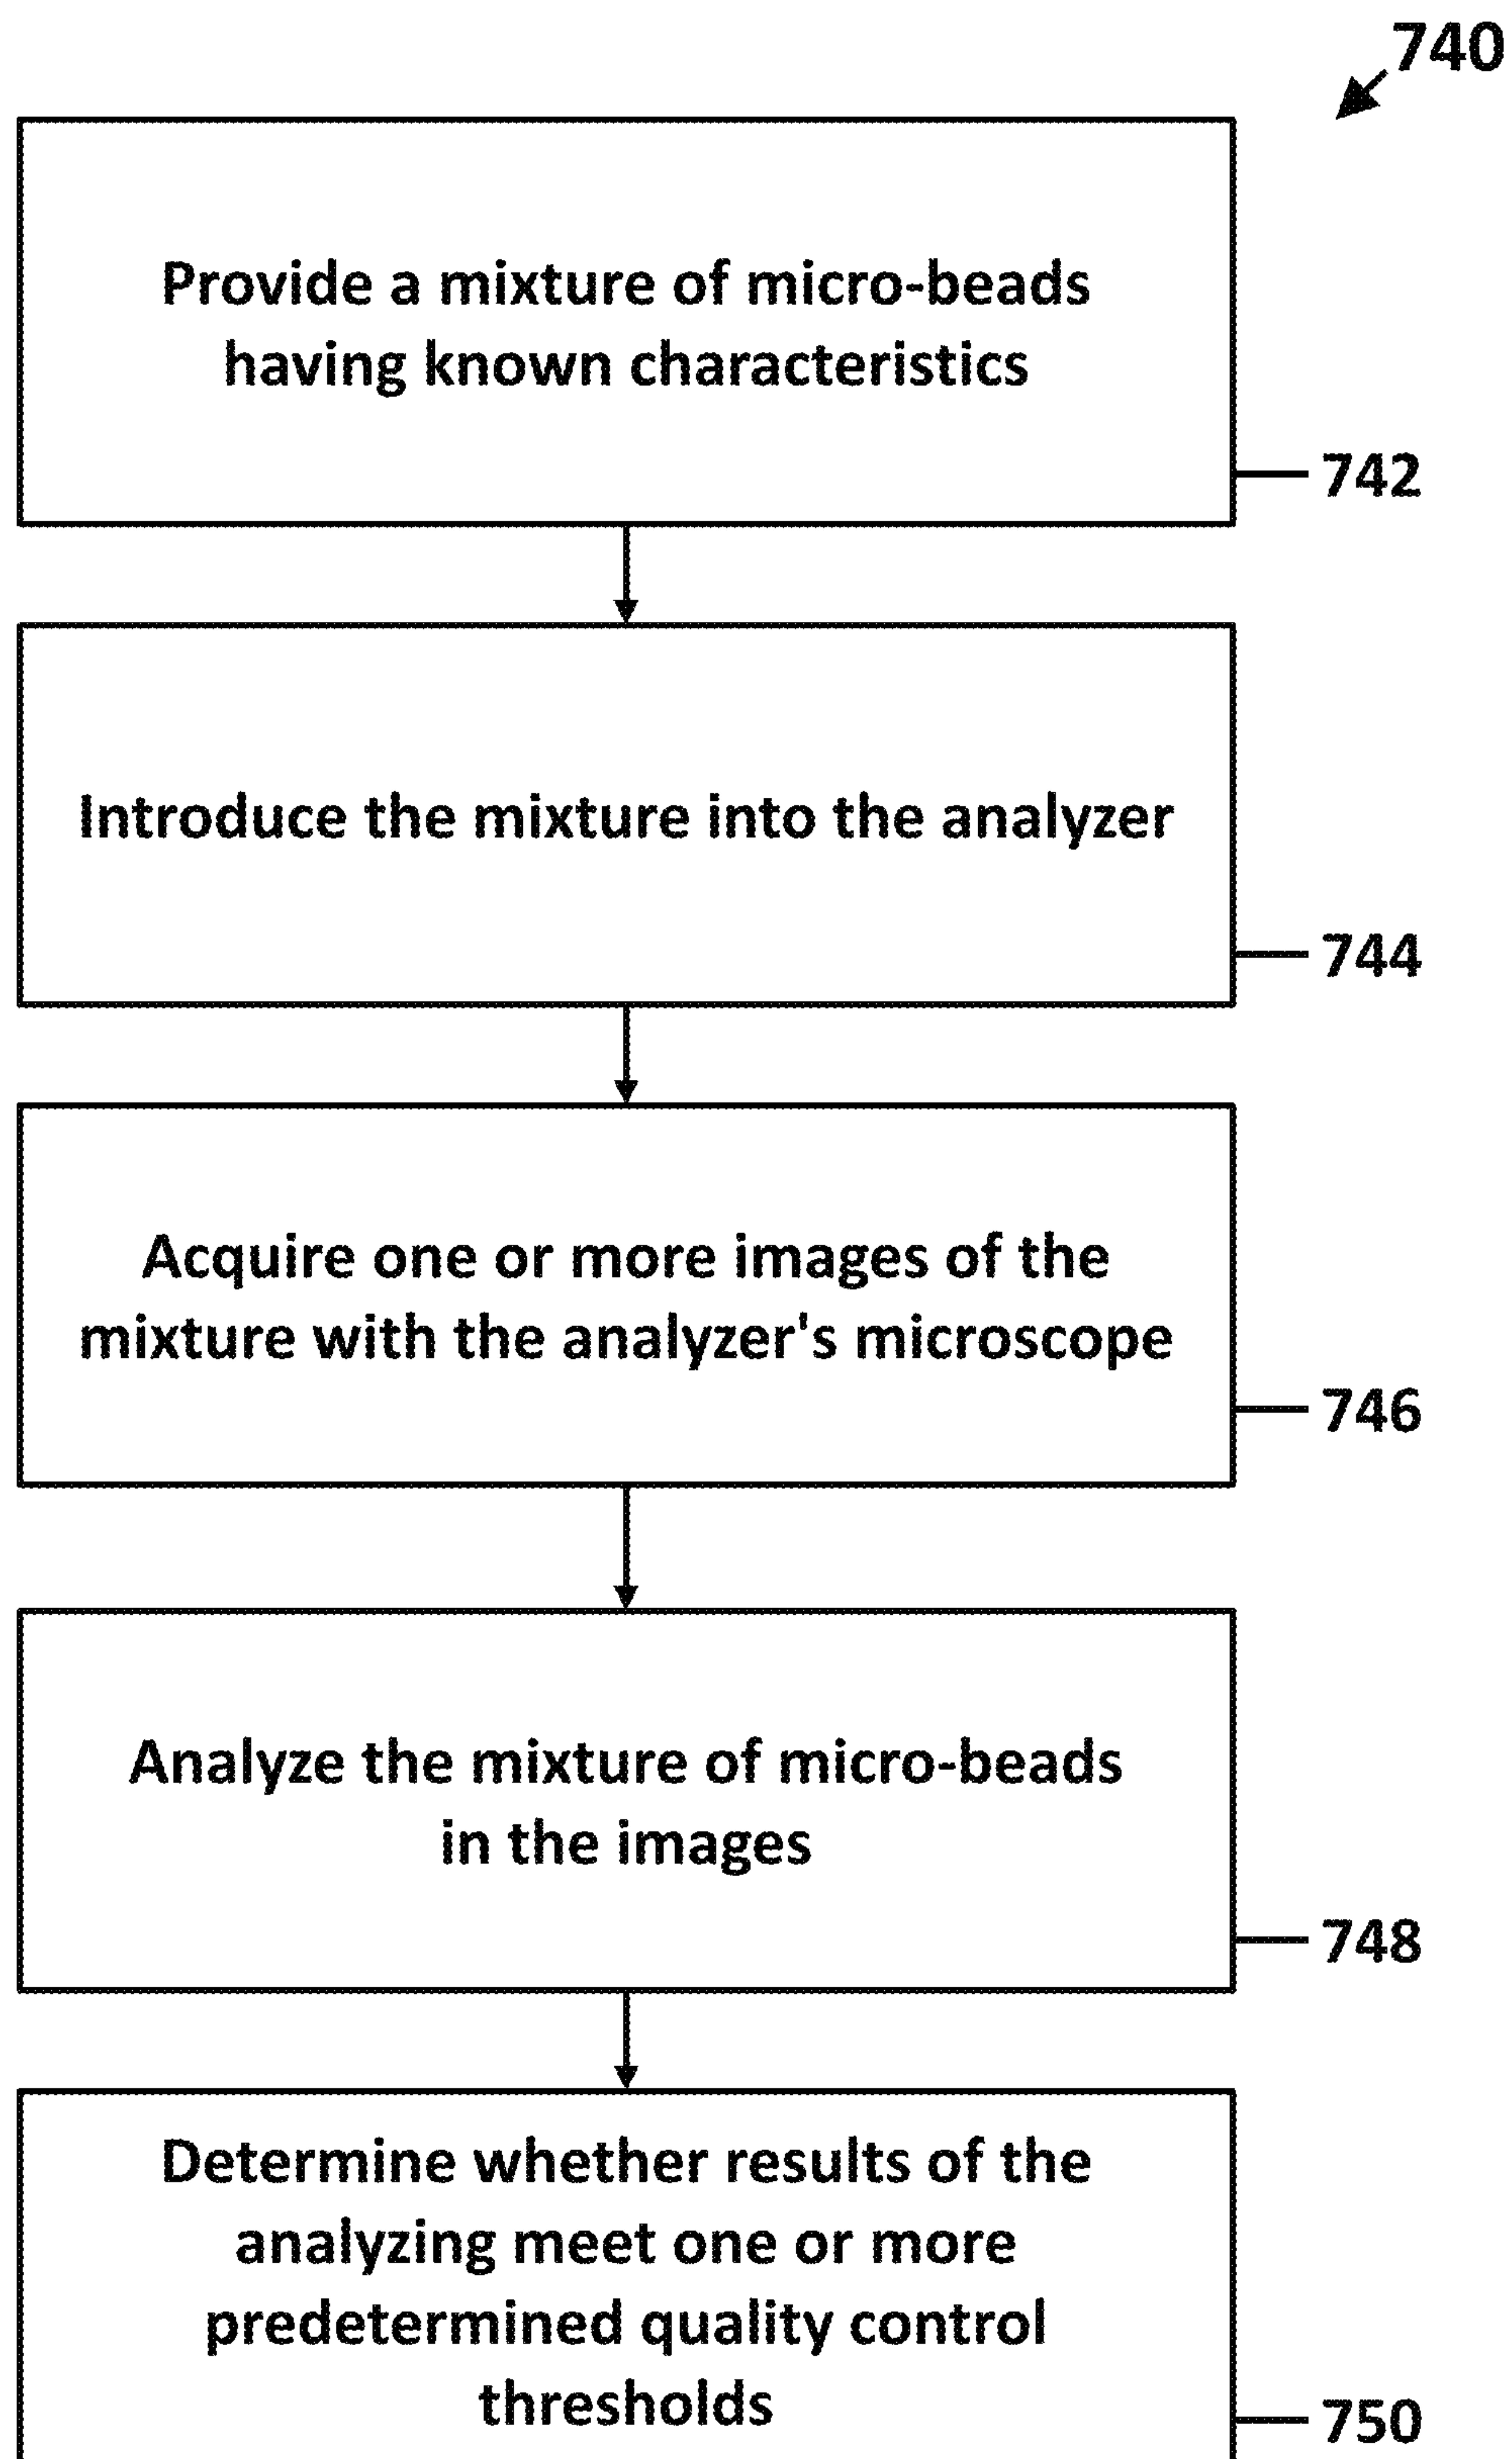 740
Provide a mixture of micro-beads
having known characteristics
742
Introduce the mixture into the analyzer
744
Acquire one or more images of the
mixture with the analyzer's microscope
746
Analyze the mixture of micro-beads
in the images
748
Determine whether results of the
analyzing meet one or more
predetermined quality control
thresholds
750